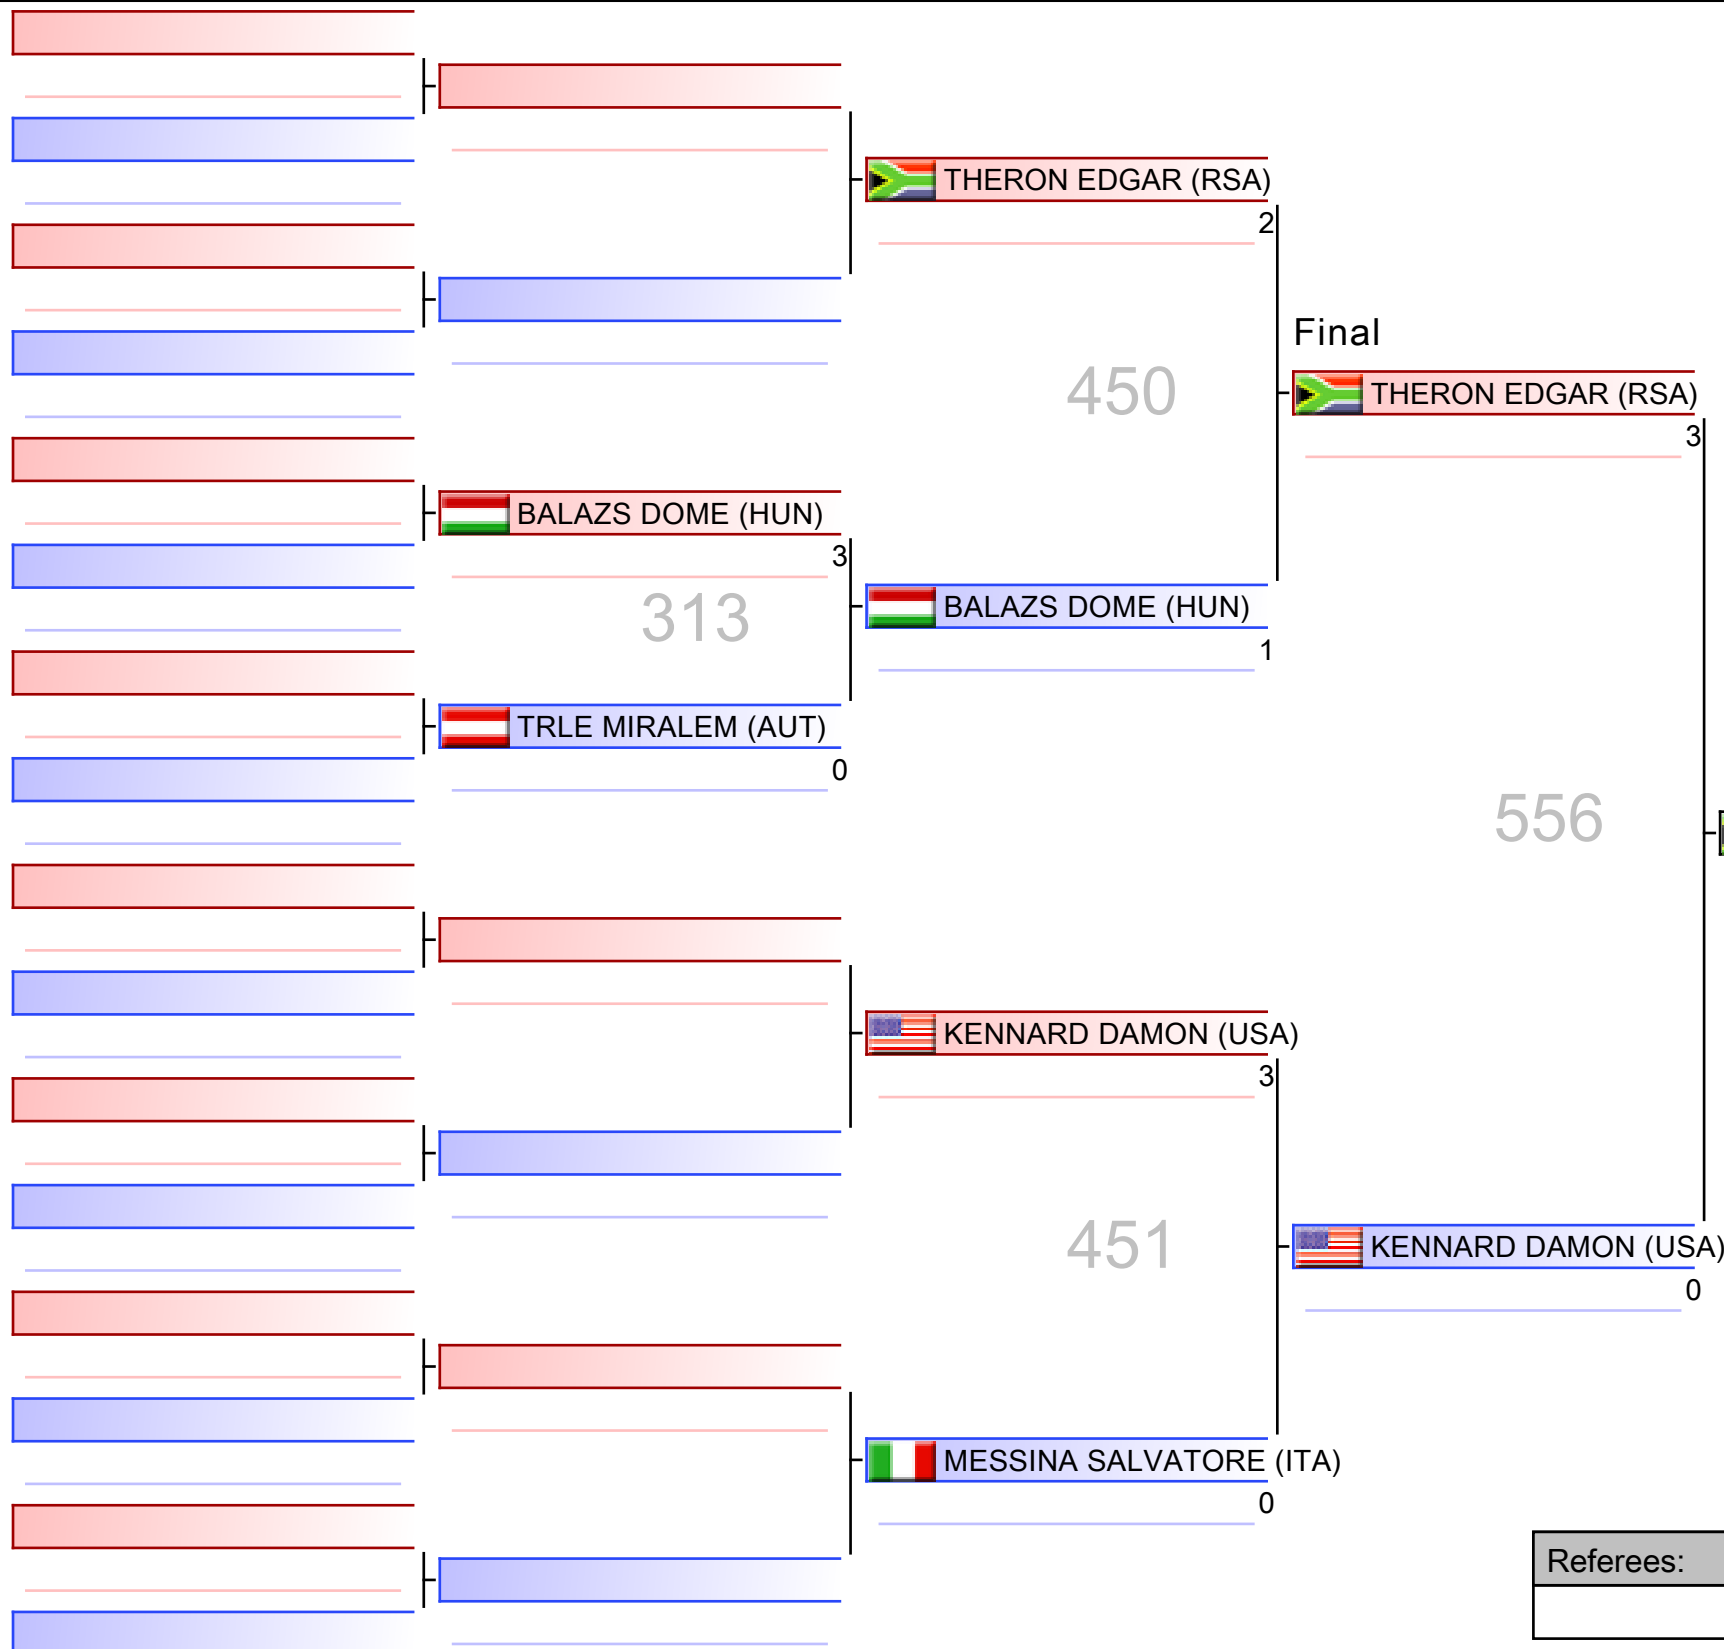 THERON EDGAR (RSA)
2
Final
450
THERON EDGAR (RSA)
3
BALAZS DOME (HUN)
3
313
BALAZS DOME (HUN)
1
TRLE MIRALEM (AUT)
0
556
KENNARD DAMON (USA)
3
451
KENNARD DAMON (USA)
0
MESSINA SALVATORE (ITA)
0
Referees: